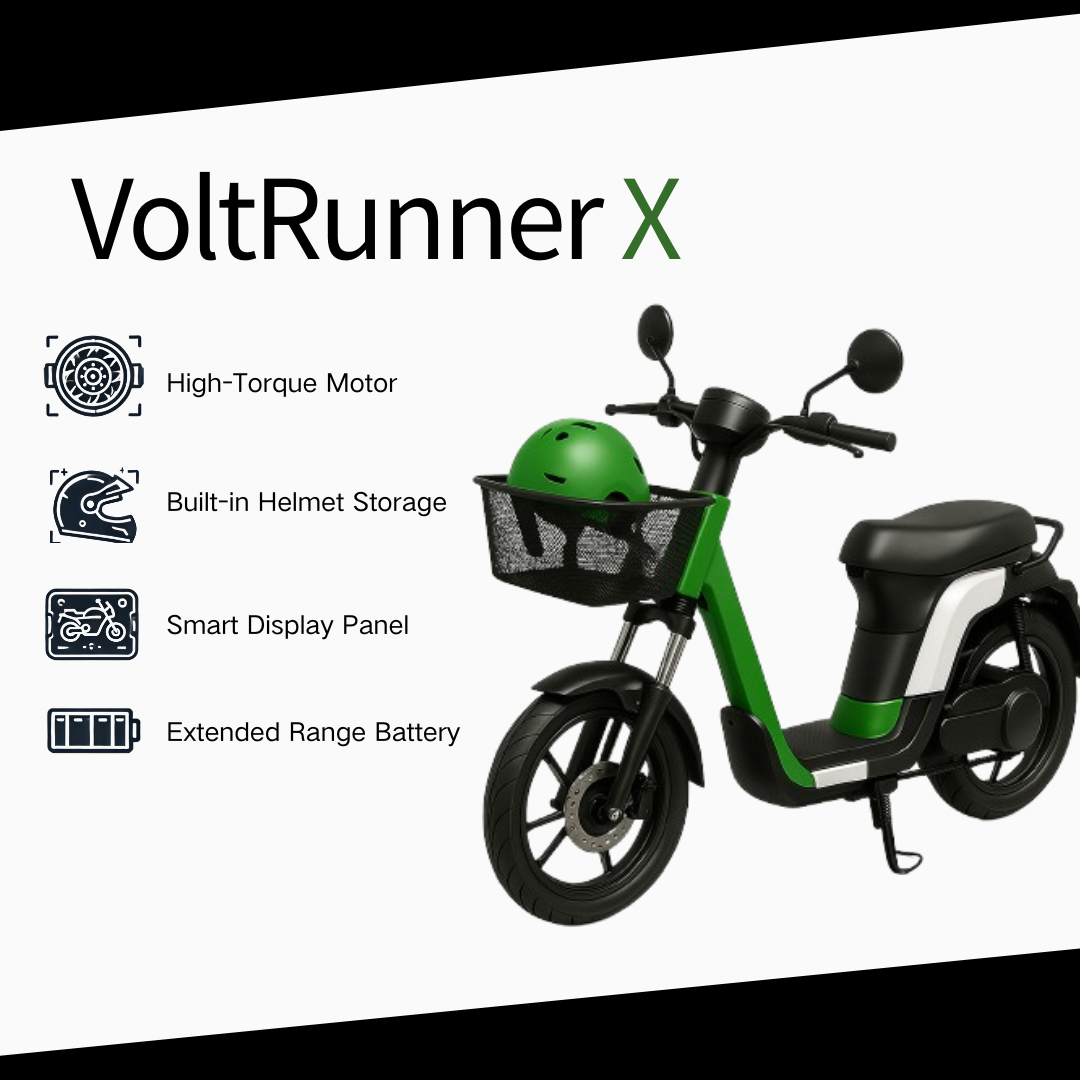 VoltRunner X
High-Torque Motor
Built-in Helmet Storage
Smart Display Panel
Extended Range Battery